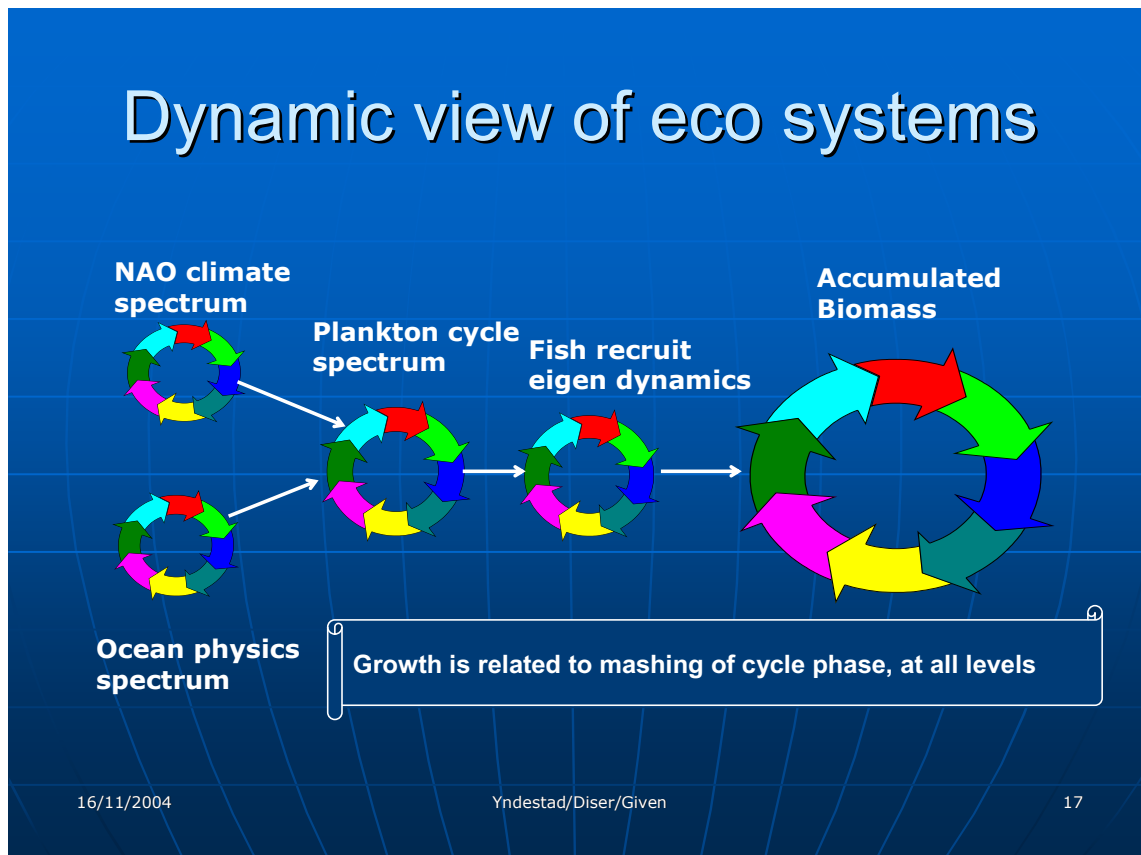 Dynamic view of eco systems
NAO climate
spectrum
Plankton cycle
spectrum
Fish recruit
eigen dynamics
Accumulated
Biomass
Ocean physics
spectrum
Growth is related to mashing of cycle phase, at all levels
16/11/2004
Yndestad/Diser/Given
17